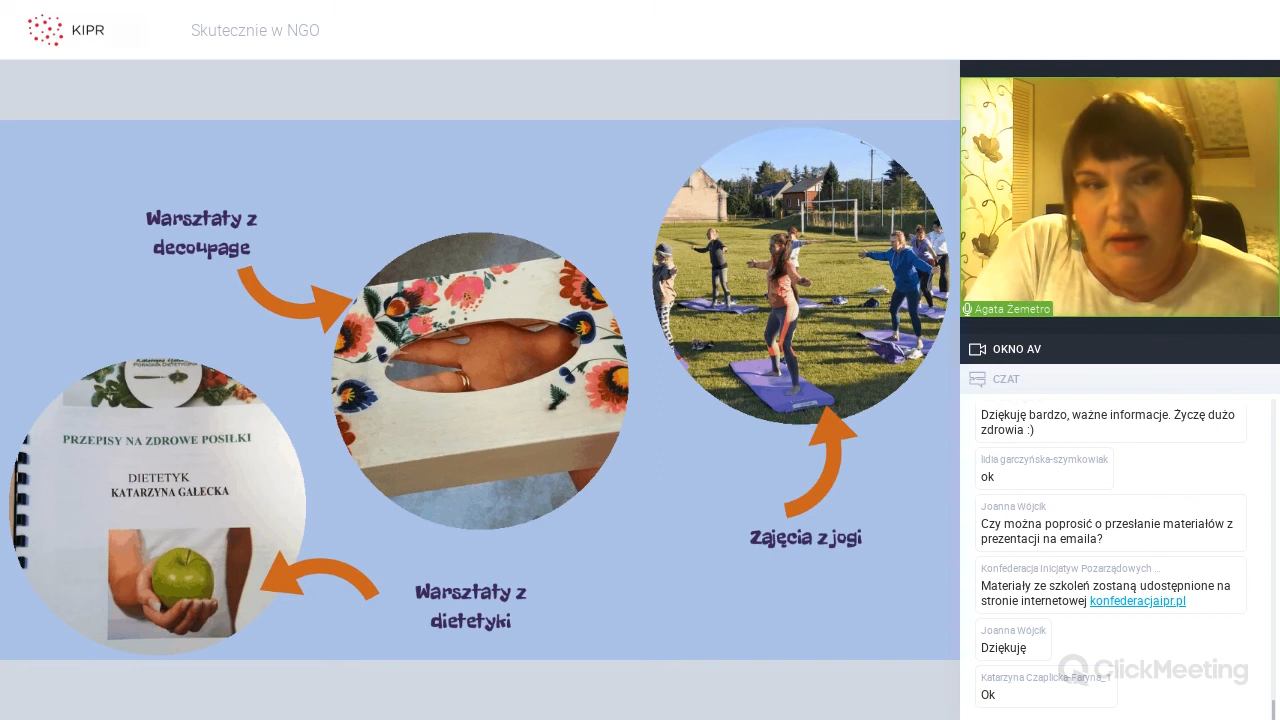 KIPR
Skutecznie w NGO
Warsztaty z
decoupage
PORADNIA DIETETYCZNA
PRZEPISY NA ZDROWE POSIŁKI
DIETETYK
KATARZYNA GAŁECKA
Warsztaty z
dietetyki
Zajęcia z jogi
Agata Żemetro
OKNO AV
CZAT
Dziękuję bardzo, ważne informacje. Życzę dużo
zdrowia :)
lidia garczyńska-szymkowiak
ok
Joanna Wójcik
Czy można poprosić o przesłanie materiałów z
prezentacji na emaila?
Konfederacja Inicjatyw Pozarządowych ...
Materiały ze szkoleń zostaną udostępnione na
stronie internetowej konfederacjaipr.pl
Joanna Wójcik
Dziękuję
ClickMeeting
Katarzyna Czaplicka-Faryna_1
Ok